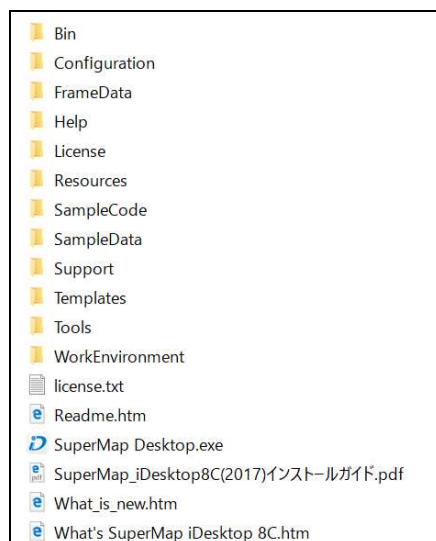 Bin
Configuration
FrameData
Help
License
Resources
SampleCode
SampleData
Support
Templates
Tools
WorkEnvironment
license.txt
Readme.htm
SuperMap Desktop.exe
SuperMap_iDesktop8C(2017)インストールガイド.pdf
What_is_new.htm
What's SuperMap iDesktop 8C.htm